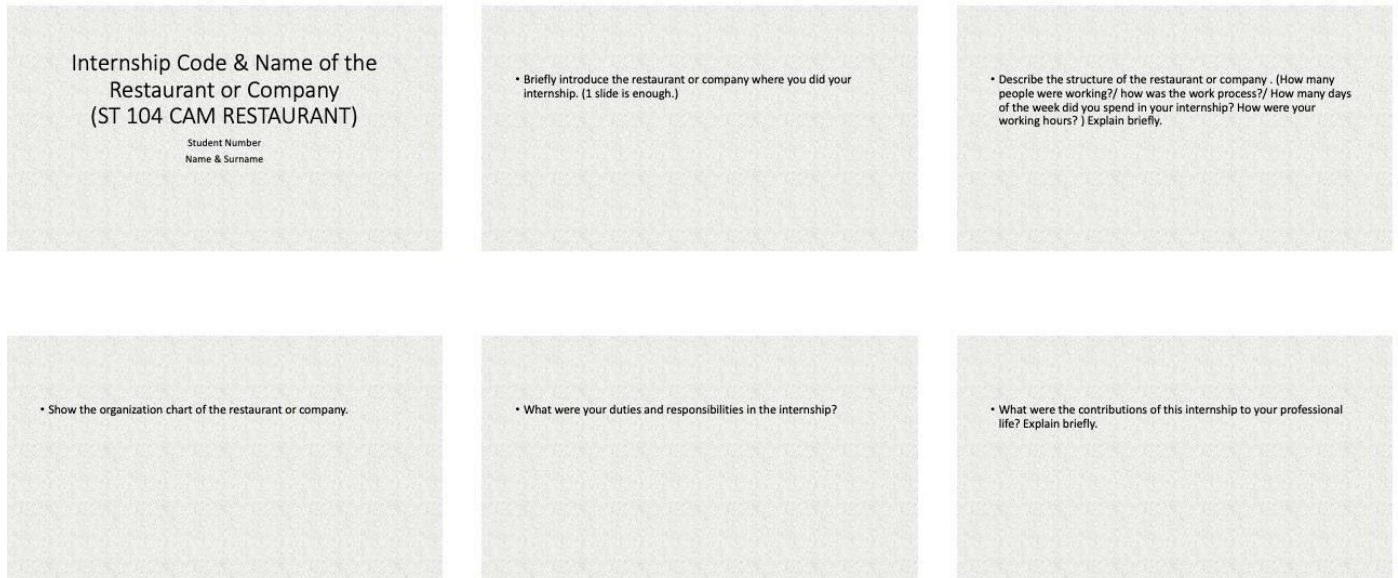 Internship Code & Name of the
Restaurant or Company
(ST 104 CAM RESTAURANT)
Student Number
Name & Surname
• Briefly introduce the restaurant or company where you did your
internship. (1 slide is enough.)
• Describe the structure of the restaurant or company . (How many
people were working?/ how was the work process?/ How many days
of the week did you spend in your internship? How were your
working hours? ) Explain briefly.
• Show the organization chart of the restaurant or company.
• What were your duties and responsibilities in the internship?
• What were the contributions of this internship to your professional
life? Explain briefly.